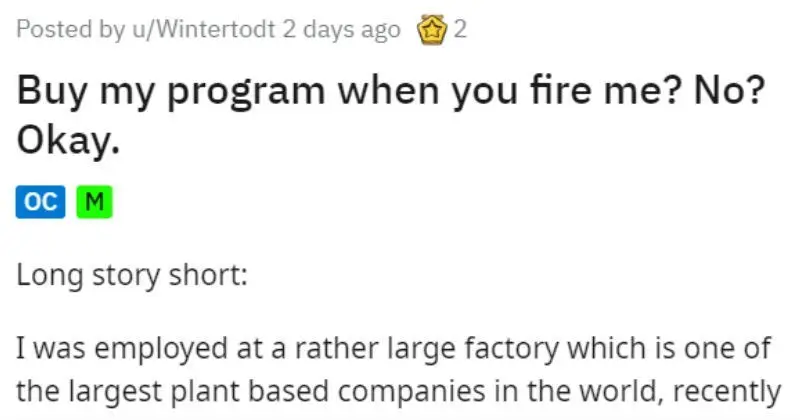 Posted by u/Wintertodt 2 days ago 2
Buy my program when you fire me? No?
Okay.
OC M
Long story short:
I was employed at a rather large factory which is one of
the largest plant based companies in the world, recently